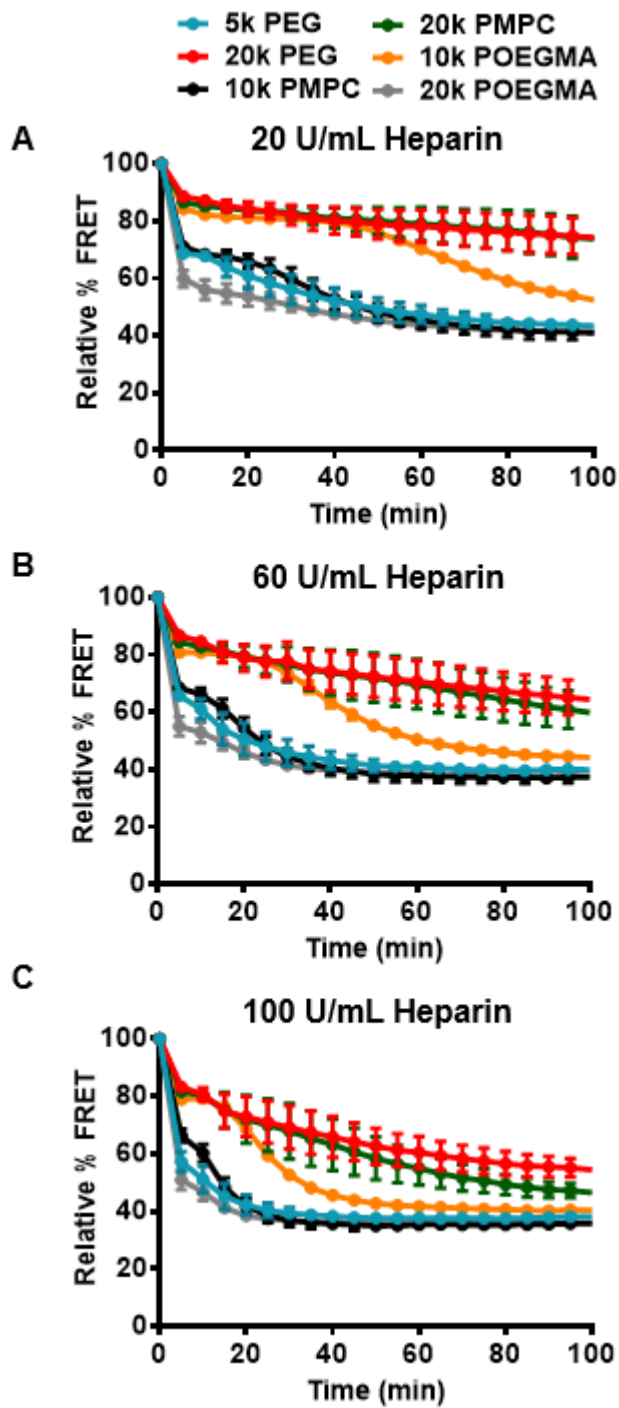 5k PEG 20k PMPC
20k PEG 10k POEGMA
10k PMPC 20k POEGMA
A 20 U/mL Heparin
100
80
60
40
20
0
Relative % FRET
0 20 40 60 80 100
Time (min)
B 60 U/mL Heparin
100
80
60
40
20
0
Relative % FRET
0 20 40 60 80 100
Time (min)
C 100 U/mL Heparin
100
80
60
40
20
0
Relative % FRET
0 20 40 60 80 100
Time (min)